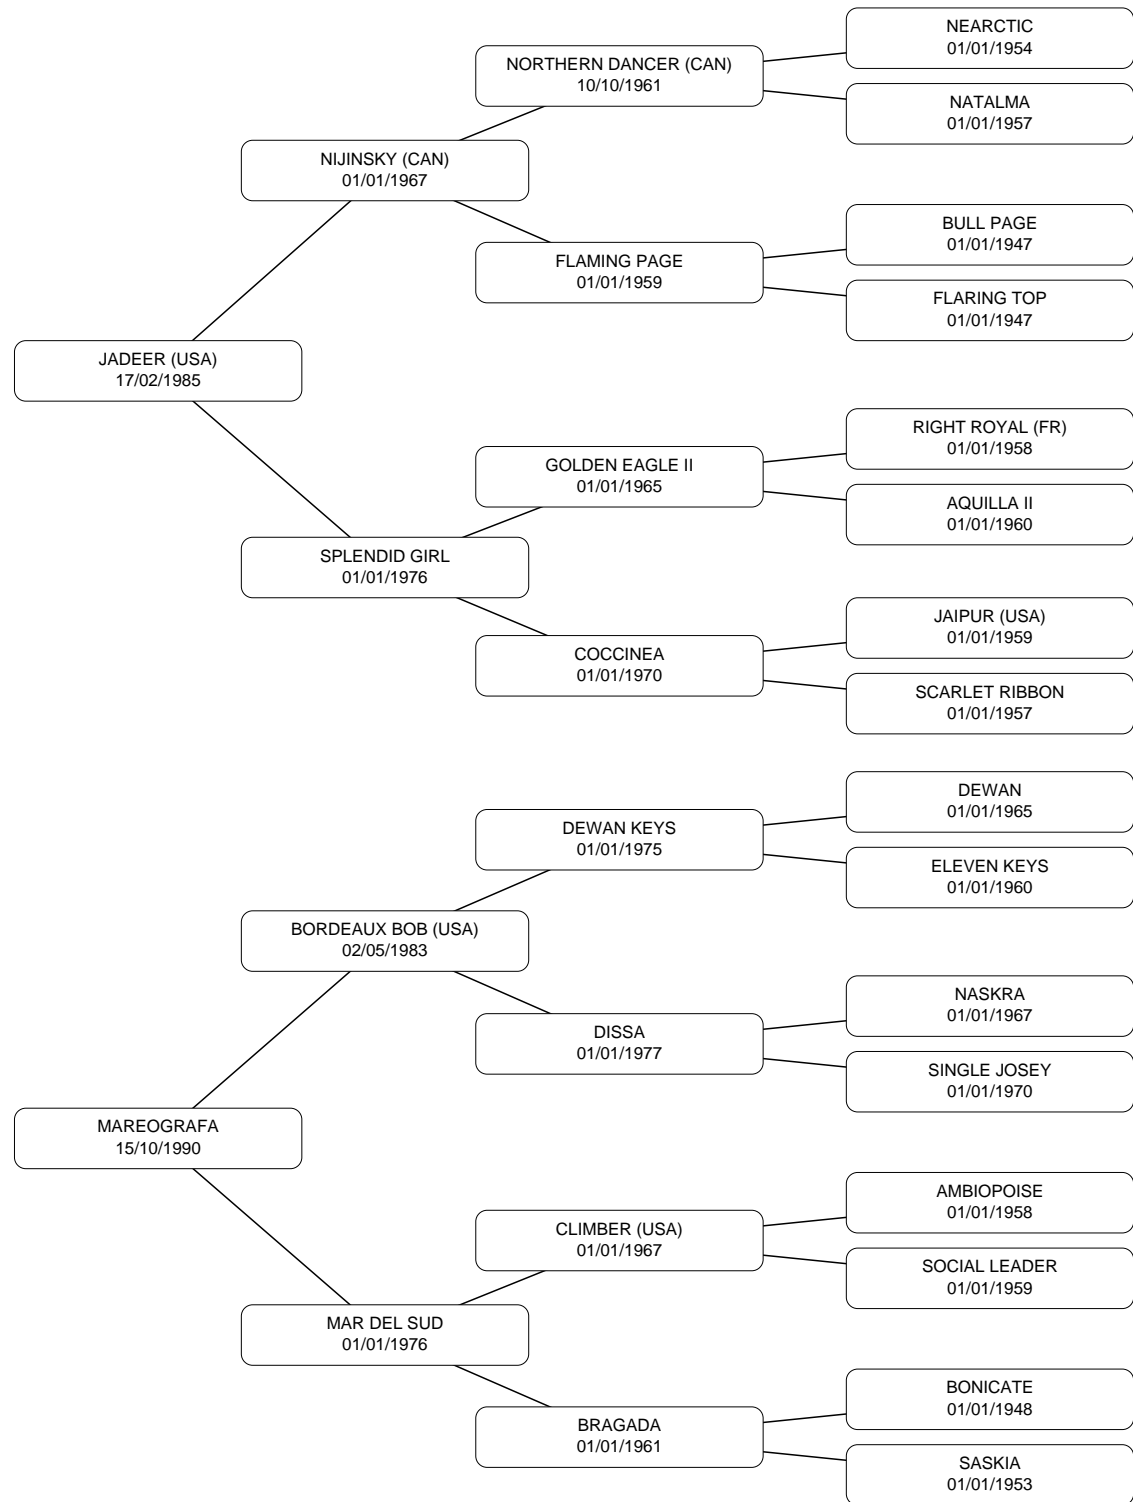 NEARCTIC
01/01/1954
NORTHERN DANCER (CAN)
10/10/1961
NATALMA
01/01/1957
NIJINSKY (CAN)
01/01/1967
BULL PAGE
01/01/1947
FLAMING PAGE
01/01/1959
FLARING TOP
01/01/1947
JADEER (USA)
17/02/1985
RIGHT ROYAL (FR)
01/01/1958
GOLDEN EAGLE II
01/01/1965
AQUILLA II
01/01/1960
SPLENDID GIRL
01/01/1976
JAIPUR (USA)
01/01/1959
COCCINEA
01/01/1970
SCARLET RIBBON
01/01/1957
DEWAN
01/01/1965
DEWAN KEYS
01/01/1975
ELEVEN KEYS
01/01/1960
BORDEAUX BOB (USA)
02/05/1983
NASKRA
01/01/1967
DISSA
01/01/1977
SINGLE JOSEY
01/01/1970
MAREOGRAFA
15/10/1990
AMBIOPOISE
01/01/1958
CLIMBER (USA)
01/01/1967
SOCIAL LEADER
01/01/1959
MAR DEL SUD
01/01/1976
BONICATE
01/01/1948
BRAGADA
01/01/1961
SASKIA
01/01/1953